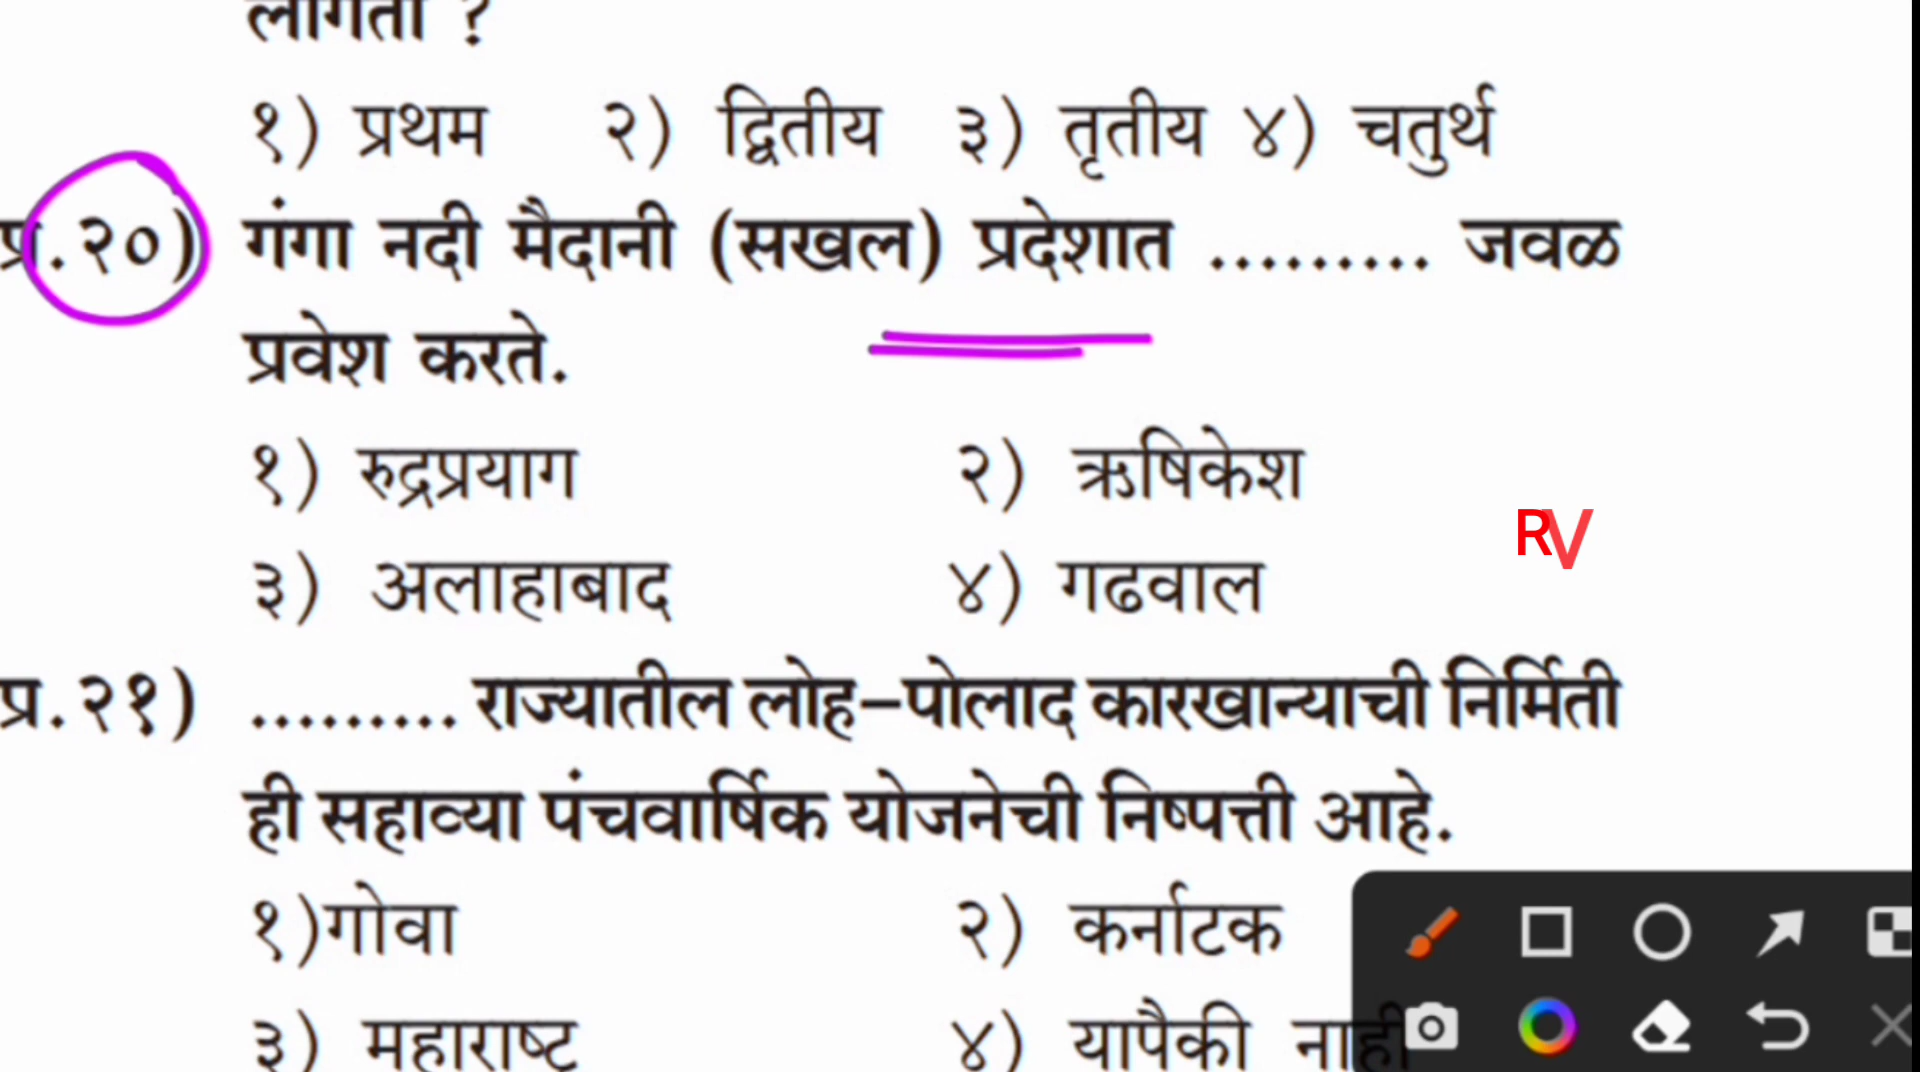 लागतो ?
१) प्रथम २) द्वितीय ३) तृतीय ४) चतुर्थ
प्र.२०) गंगा नदी मैदानी (सखल) प्रदेशात ......... जवळ
प्रवेश करते.
१) रुद्रप्रयाग २) ऋषिकेश
RV
३) अलाहाबाद ४) गढवाल
प्र.२१) ......... राज्यातील लोह-पोलाद कारखान्याची निर्मिती
ही सहाव्या पंचवार्षिक योजनेची निष्पत्ती आहे.
१)गोवा २) कर्नाटक
३) महाराष्ट ४) यापैकी नाही